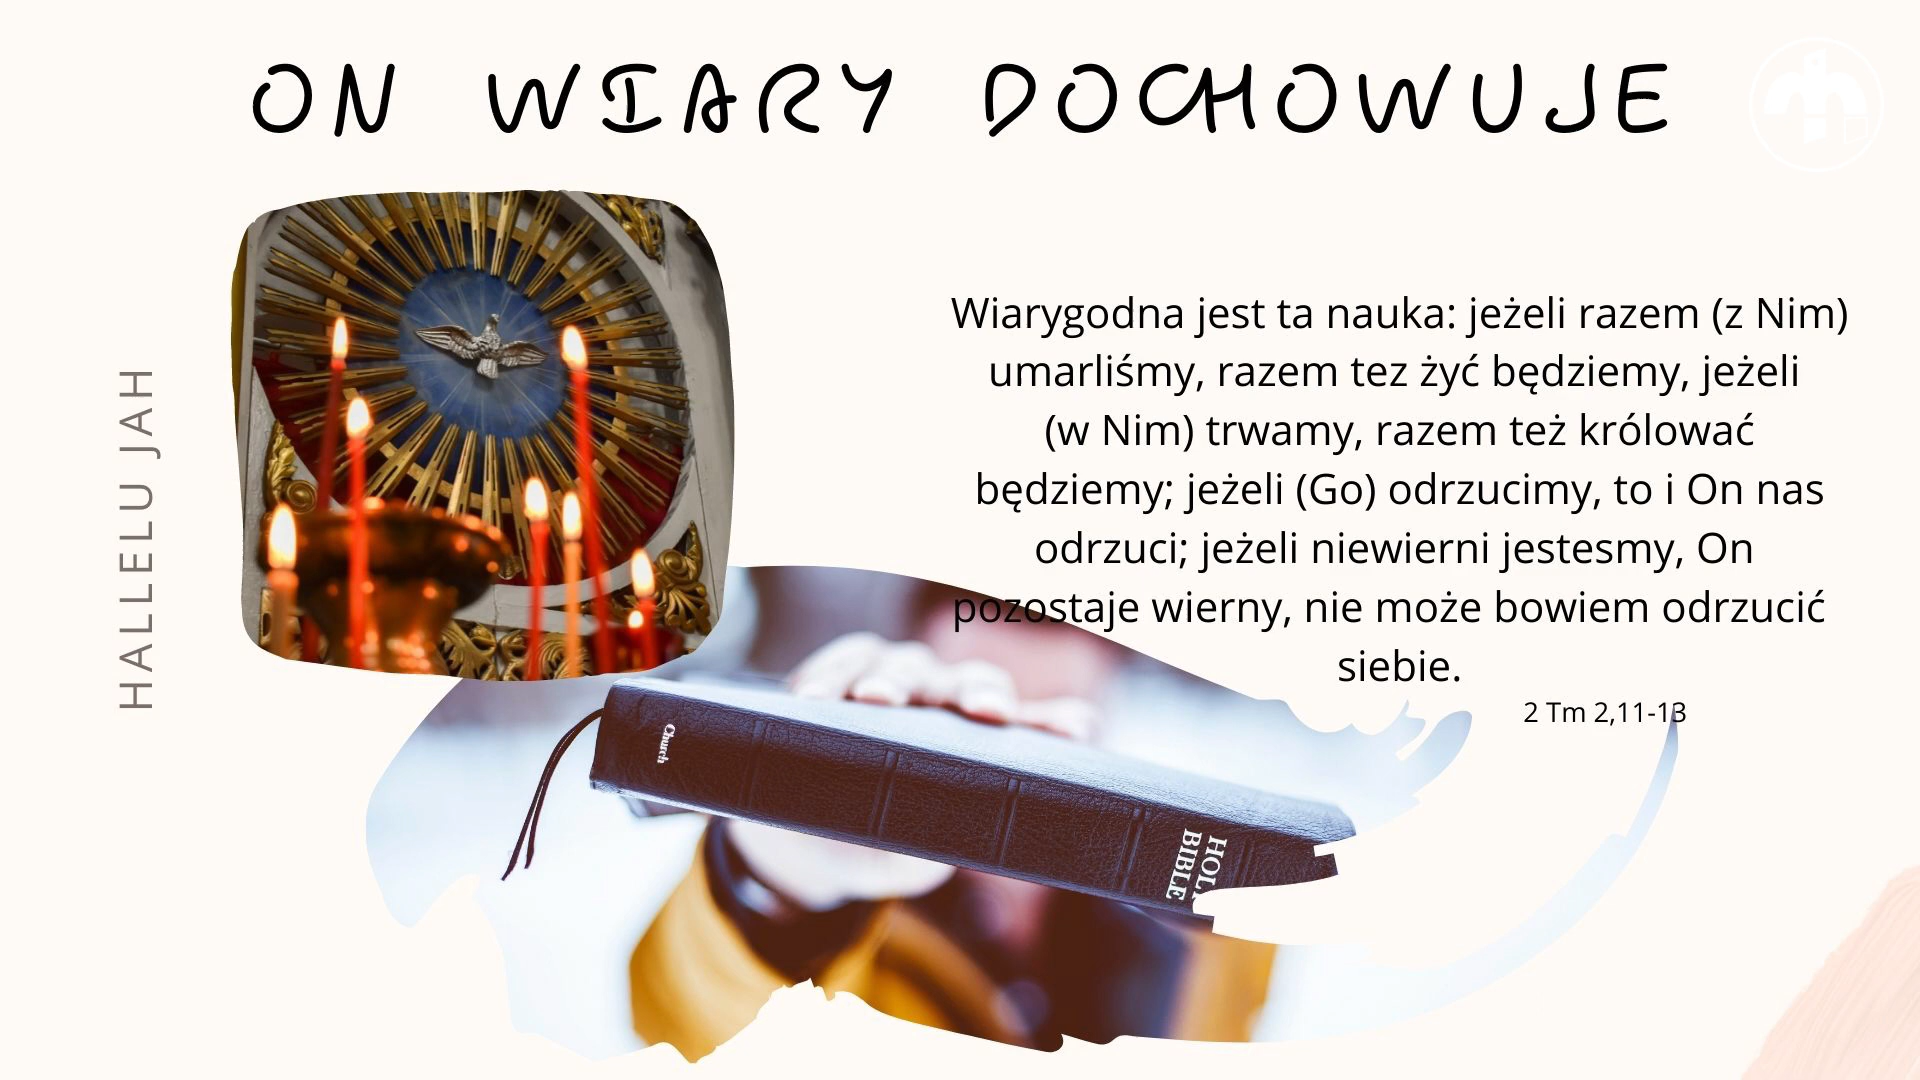 ON WIARY DOCHOWUJE
HALLELU JAH
Wiarygodna jest ta nauka: jeżeli razem (z Nim)
umarliśmy, razem tez żyć będziemy, jeżeli
(w Nim) trwamy, razem też królować
będziemy; jeżeli (Go) odrzucimy, to i On nas
odrzuci; jeżeli niewierni jestesmy, On
pozostaje wierny, nie może bowiem odrzucić
siebie.
2 Tm 2,11-13
Church
HOLY
BIBLE